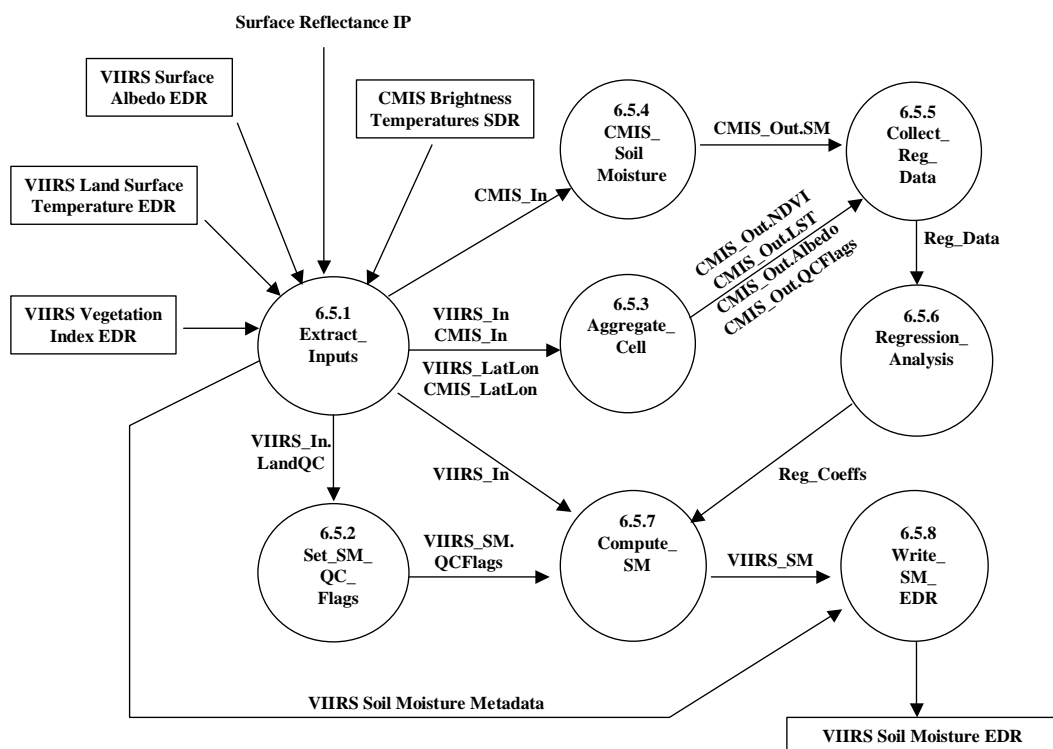 Surface Reflectance IP
VIIRS Surface
Albedo EDR
CMIS Brightness
Temperatures SDR
VIIRS Land Surface
Temperature EDR
VIIRS Vegetation
Index EDR
6.5.1
Extract_
Inputs
CMIS_In
6.5.4
CMIS_
Soil
Moisture
CMIS_Out.SM
6.5.5
Collect_
Reg_
Data
VIIRS_In
CMIS_In
VIIRS_LatLon
CMIS_LatLon
6.5.3
Aggregate_
Cell
CMIS_Out.NDVI
CMIS_Out.LST
CMIS_Out.Albedo
CMIS_Out.QCFlags
Reg_Data
6.5.6
Regression_
Analysis
VIIRS_In.
LandQC
VIIRS_In
Reg_Coeffs
6.5.2
Set_SM_
QC_
Flags
VIIRS_SM.
QCFlags
6.5.7
Compute_
SM
VIIRS_SM
6.5.8
Write_
SM_
EDR
VIIRS Soil Moisture Metadata
VIIRS Soil Moisture EDR